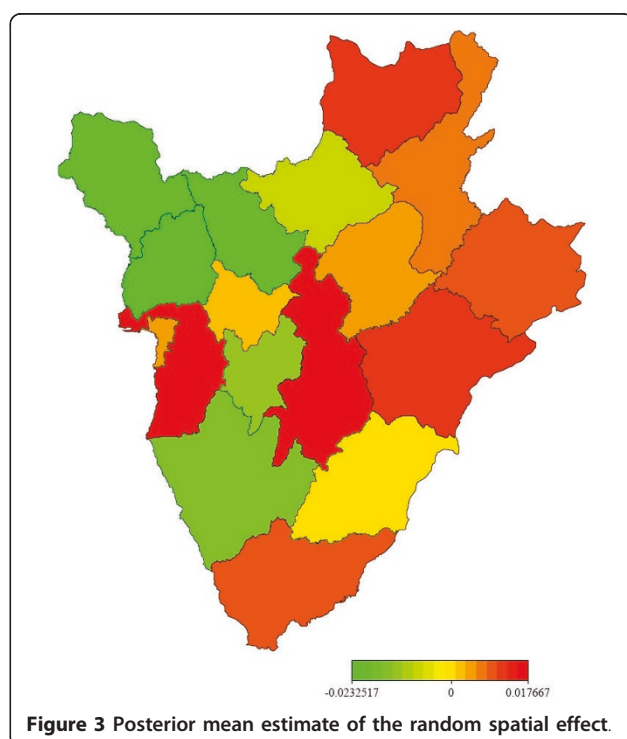 -0.0232517 0 0.017667
Figure 3 Posterior mean estimate of the random spatial effect.